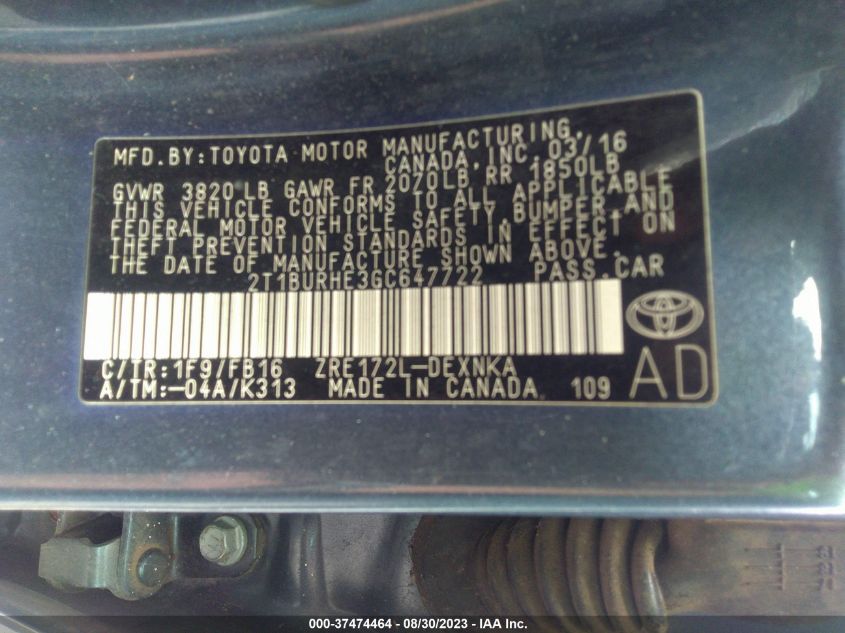 MFD.BY:TOYOTA MOTOR MANUFACTURING,
CANADA,INC. 03/16
GVWR 3820 LB GAWR FR 2070LB RR 1850LB
THIS VEHICLE CONFORMS TO ALL APPLICABLE
FEDERAL MOTOR VEHICLE SAFETY,BUMPER,AND
THEFT PREVENTION STANDARDS IN EFFECT ON
THE DATE OF MANUFACTURE SHOWN ABOVE.
2T1BURHE3GC647722 PASS.CAR
C/TR:1F9/FB16 ZRE172L-DEXNKA
A/TM:-04A/K313 MADE IN CANADA 109
AD
000-37474464 - 08/30/2023 - IAA Inc.